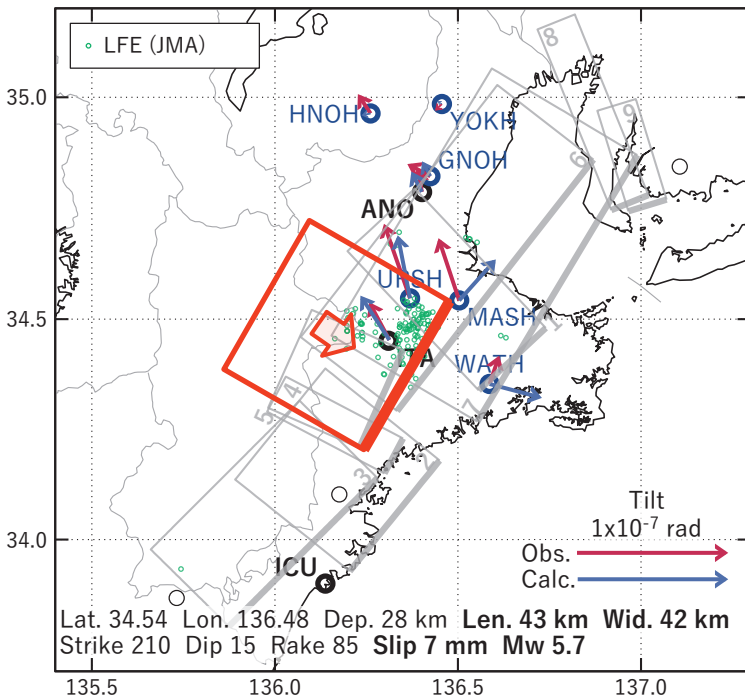 LFE (JMA)
35.0
34.5
34.0
8
9
HNOH
YOKH
GNOH
6
ANO
URSH
MASH
1
TA
WATH
7
4
5
3
2
ICU
Tilt
1x10⁻⁷ rad
Obs.
Calc.
Lat. 34.54 Lon. 136.48 Dep. 28 km Len. 43 km Wid. 42 km
Strike 210 Dip 15 Rake 85 Slip 7 mm Mw 5.7
135.5 136.0 136.5 137.0